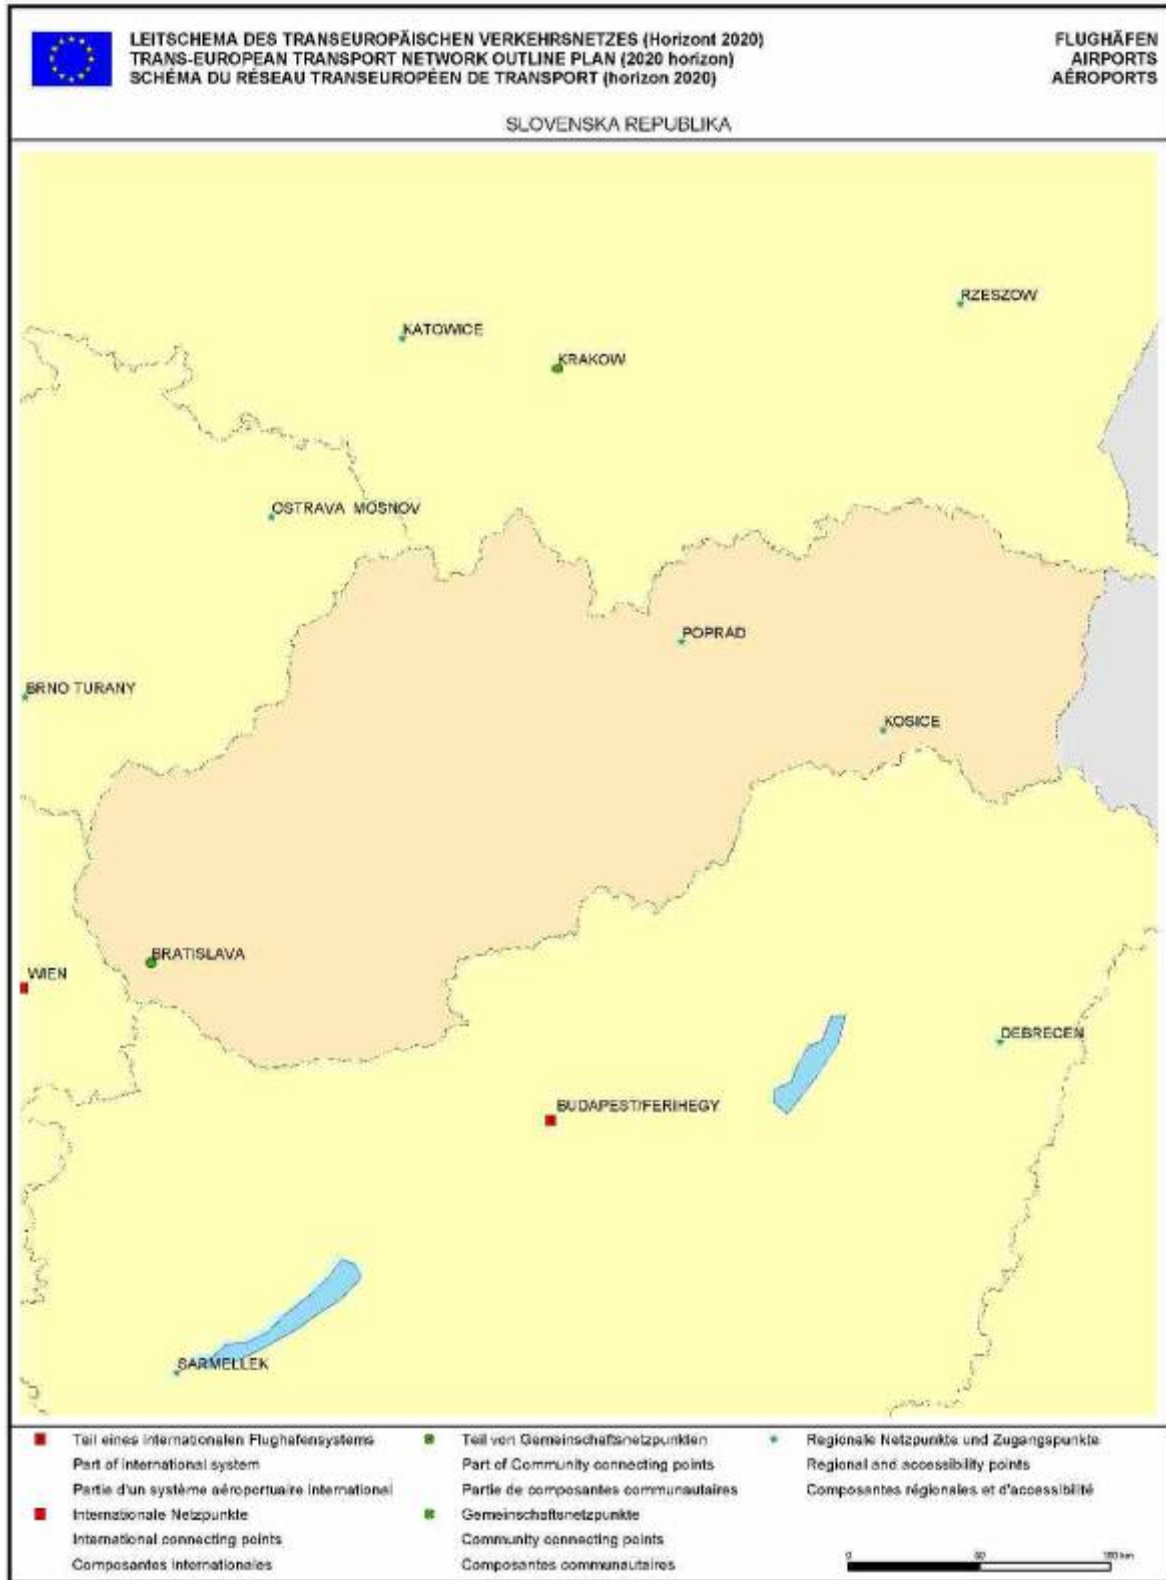 LEITSCHEMA DES TRANSEUROPÄISCHEN VERKEHRSNETZES (Horizont 2020)
TRANS-EUROPEAN TRANSPORT NETWORK OUTLINE PLAN (2020 horizon)
SCHÉMA DU RÉSEAU TRANSEUROPÉEN DE TRANSPORT (horizon 2020)
FLUGHÄFEN
AIRPORTS
AÉROPORTS
SLOVENSKA REPUBLIKA
RZESZOW
KATOWICE
KRAKOW
OSTRAVA MOSNOV
POPRAD
BRNO TURANY
KOSICE
BRATISLAVA
WIEN
DEBRECEN
BUDAPEST/FERIHEGY
SARMELLEK
Teil eines internationalen Flughafensystems
Part of international system
Partie d'un système aéroportuaire international
Internationale Netzpunkte
International connecting points
Composantes internationales
Teil von Gemeinschaftsnetzpunkten
Part of Community connecting points
Partie de composantes communautaires
Gemeinschaftsnetzpunkte
Community connecting points
Composantes communautaires
Regionale Netzpunkte und Zugangspunkte
Regional and accessibility points
Composantes régionales et d'accessibilité
0 50 100 km